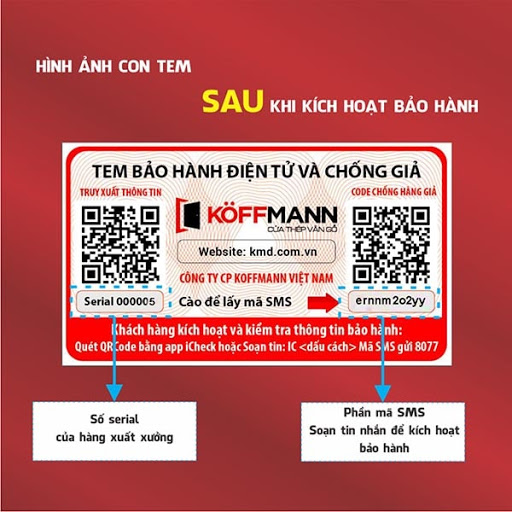 HÌNH ẢNH CON TEM
SAU KHI KÍCH HOẠT BẢO HÀNH
TEM BẢO HÀNH ĐIỆN TỬ VÀ CHỐNG GIẢ
TRUY XUẤT THÔNG TIN
CODE CHỐNG HÀNG GIẢ
KÖFFMANN
CỬA THÉP VÂN GỖ
Website: kmd.com.vn
CÔNG TY CP KOFFMANN VIỆT NAM
Serial 000005
Cào để lấy mã SMS
ernnm2o2yy
Khách hàng kích hoạt và kiểm tra thông tin bảo hành:
Quét QRCode bằng app iCheck hoặc Soạn tin: IC <dấu cách> Mã SMS gửi 8077
Số serial
của hàng xuất xưởng
Phần mã SMS
Soạn tin nhắn để kích hoạt
bảo hành